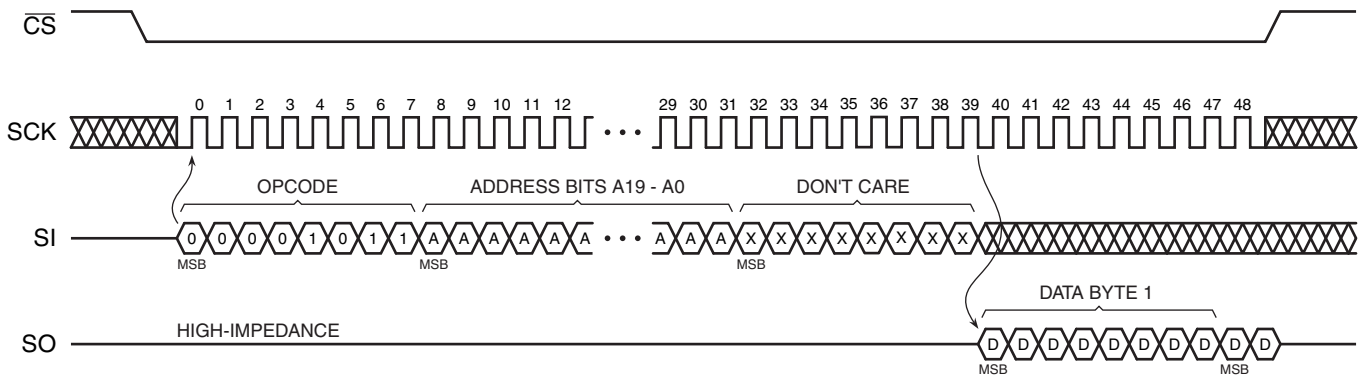 CS
0 1 2 3 4 5 6 7 8 9 10 11 12 29 30 31 32 33 34 35 36 37 38 39 40 41 42 43 44 45 46 47 48
SCK • • •
OPCODE ADDRESS BITS A19 - A0 DON'T CARE
SI 0 0 0 0 1 0 1 1 A A A A A A • • • A A A X X X X X X X X
MSB MSB MSB
DATA BYTE 1
HIGH-IMPEDANCE
SO D D D D D D D D D D
MSB MSB